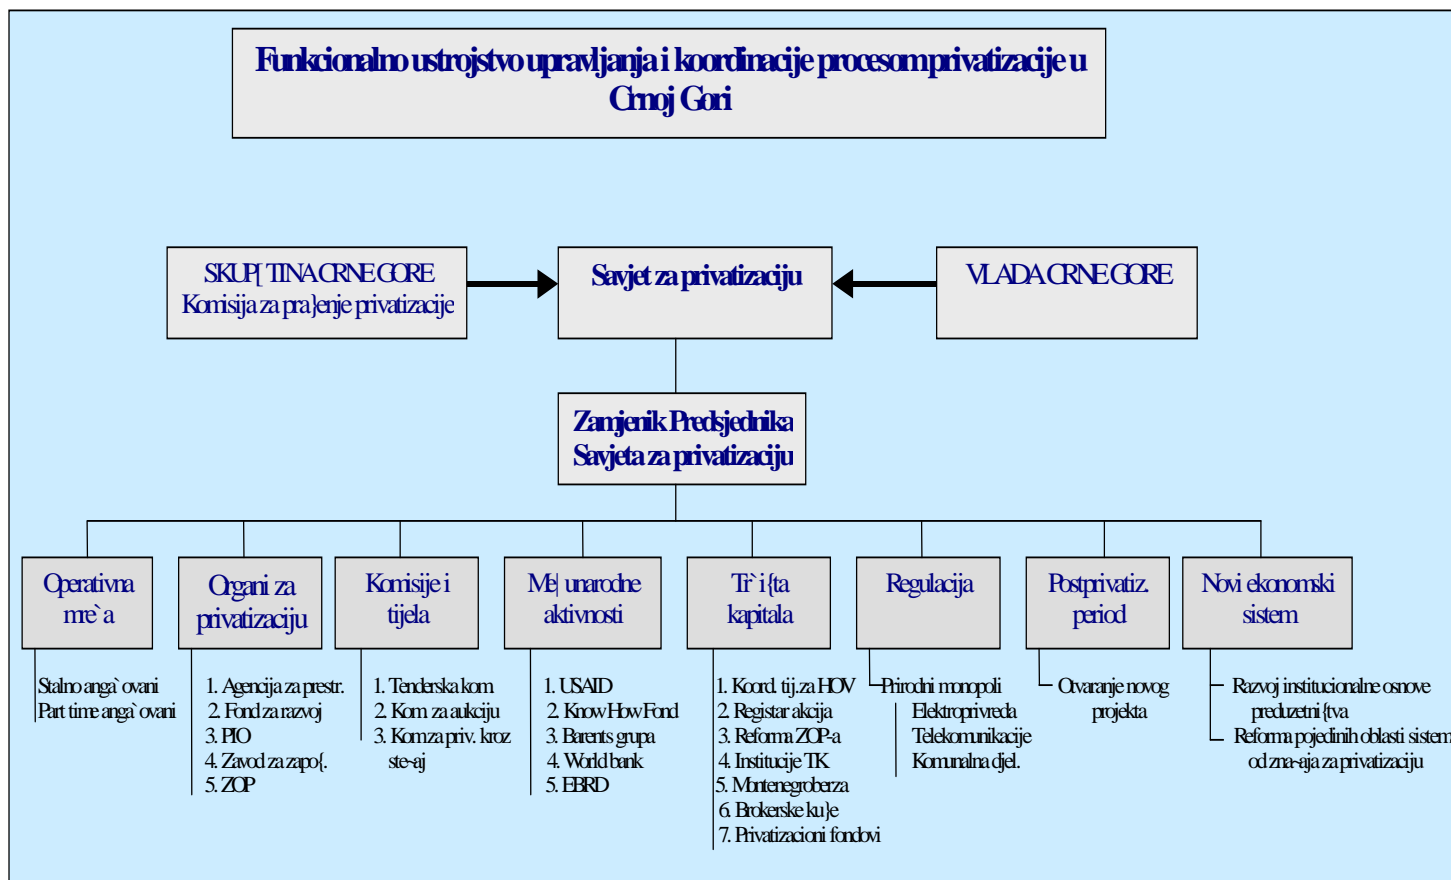 Funkcionalno ustrojstvo upravljanja i koordinacije procesom privatizacije u
Crnoj Gori
SKUP[ TINA CRNE GORE
Komisija za pra}enje privatizacije
Savjet za privatizaciju
VLADA CRNE GORE
Zamjenik Predsjednika
Savjeta za privatizaciju
Operativna
mre`a
Stalno anga`ovani
Part time anga`ovani
Organi za
privatizaciju
1. Agencija za prestr.
2. Fond za razvoj
3. PIO
4. Zavod za zapo{.
5. ZOP
Komisije i
tijela
1. Tenderska kom
2. Kom. za aukciju
3. Kom za priv. kroz
ste~aj
Me| unarodne
aktivnosti
1. USAID
2. Know How Fond
3. Barents grupa
4. World bank
5. EBRD
Tr` i{ta
kapitala
1. Koord. tij. za HOV
2. Registar akcija
3. Reforma ZOP-a
4. Institucije TK
5. Montenegroberza
6. Brokerske ku}e
7. Privatizacioni fondovi
Regulacija
Prirodni monopoli
Elektroprivreda
Telekomunikacije
Komunalna djel.
Postprivatiz.
period
Otvaranje novog
projekta
Novi ekonomski
sistem
Razvoj institucionalne osnove
preduzetni{tva
Reforma pojedinih oblasti sistem
od zna~aja za privatizaciju